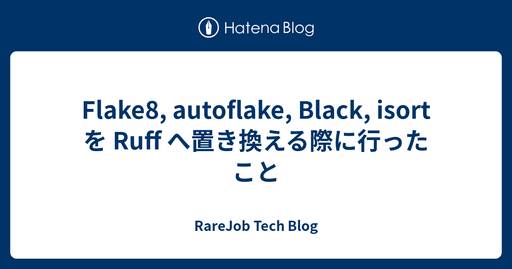 Hatena Blog
Flake8, autoflake, Black, isort
を Ruff へ置き換える際に行った
こと
RareJob Tech Blog